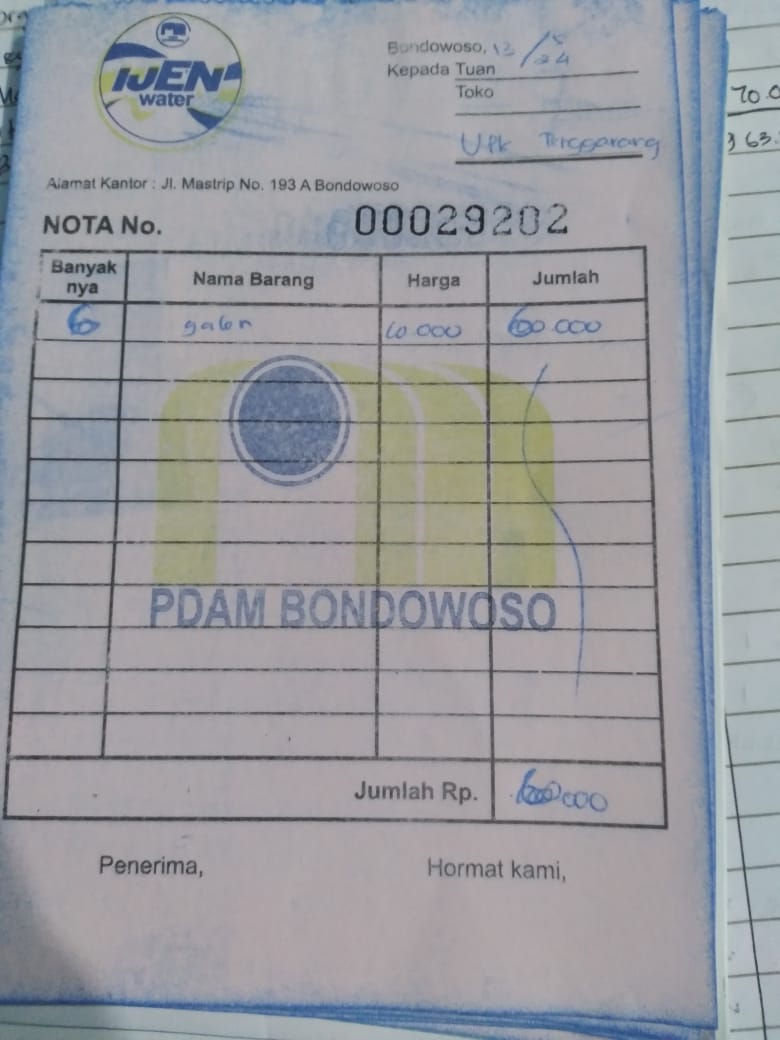 IJEN
water
Bondowoso, 13/5
24
Kepada Tuan
Toko
Upk Tenggarang
Alamat Kantor : Jl. Mastrip No. 193 A Bondowoso
NOTA No. 00029202
Banyak nya Nama Barang Harga Jumlah
6 galon 10.000 60.000
PDAM BONDOWOSO
Jumlah Rp. 60.000
Penerima, Hormat kami,
70.0
63.